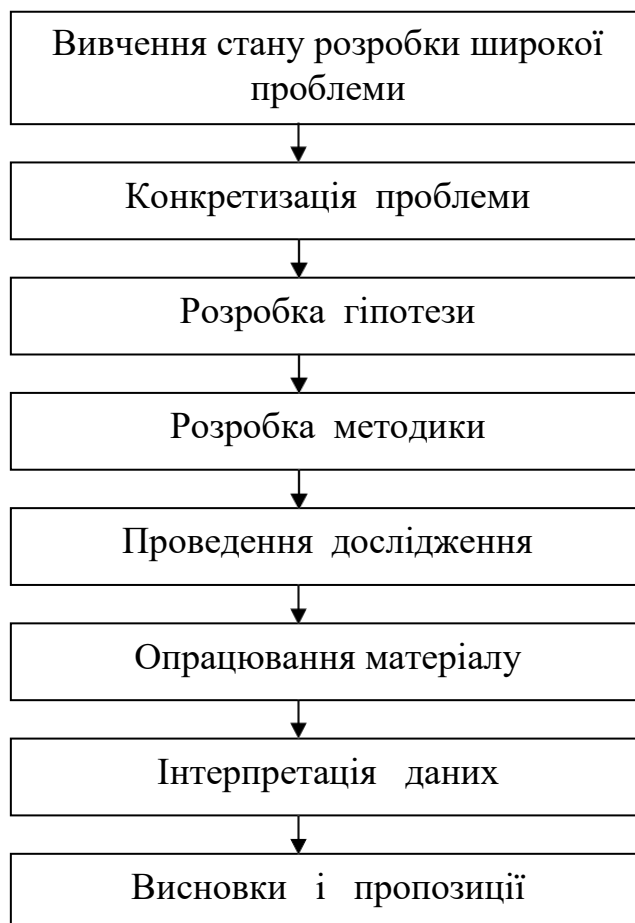 Вивчення стану розробки широкої
проблеми
Конкретизація проблеми
Розробка гіпотези
Розробка методики
Проведення дослідження
Опрацювання матеріалу
Інтерпретація даних
Висновки і пропозиції